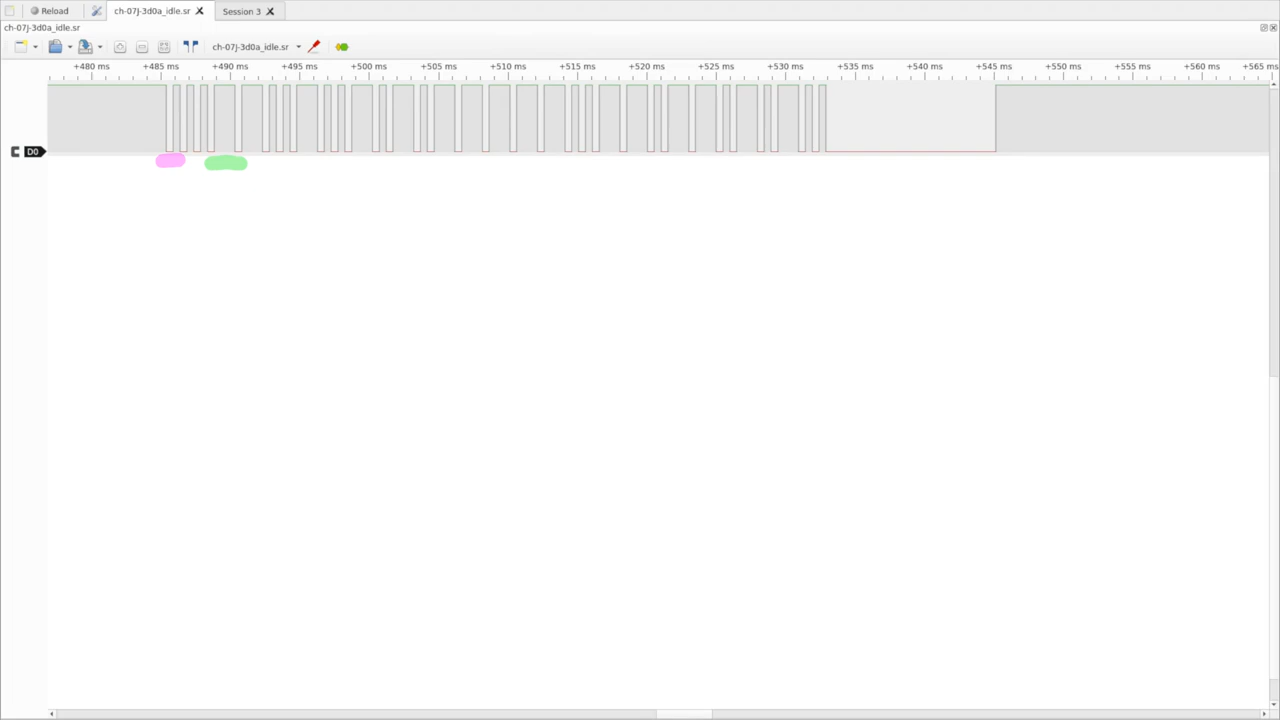 Reload ch-07j-3d0a_idle.sr Session 3
ch-07j-3d0a_idle.sr
ch-07j-3d0a_idle.sr
+480 ms +485 ms +490 ms +495 ms +500 ms +505 ms +510 ms +515 ms +520 ms +525 ms +530 ms +535 ms +540 ms +545 ms +550 ms +555 ms +560 ms +565 ms
D0